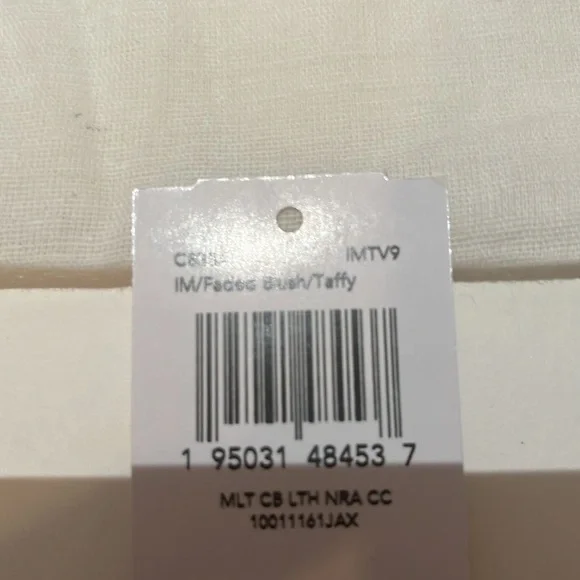 IMTV9
IM/Faded Blush/Taffy
1 95031 48453 7
MLT CB LTH NRA CC
10011161JAX